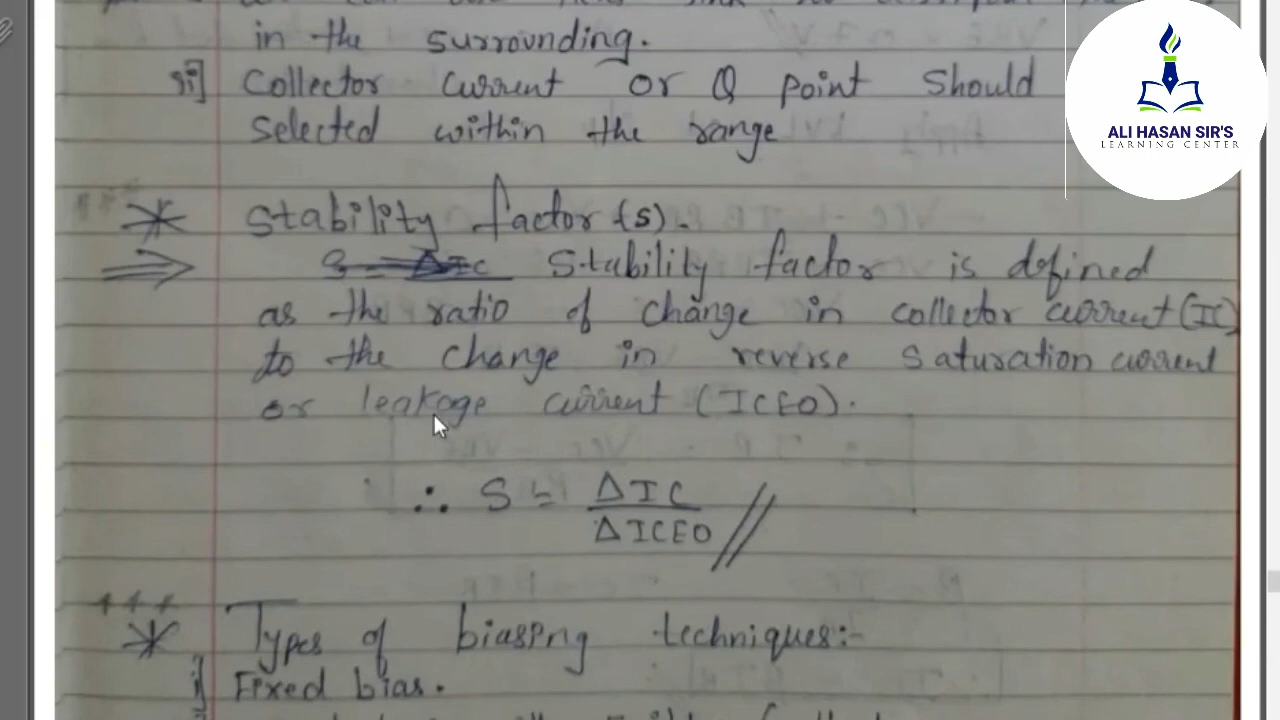 in the surrounding.
ii] Collector current or Q point should
selected within the range
* Stability factor (s).
⇒ S = ΔIC Stability factor is defined
as the ratio of change in collector current (IC)
to the change in reverse saturation current
or leakage current (ICEO).
∴ S = ΔIC / ΔICEO //
+++
* Types of biasing techniques:-
i] Fixed bias.
ALI HASAN SIR'S
LEARNING CENTER